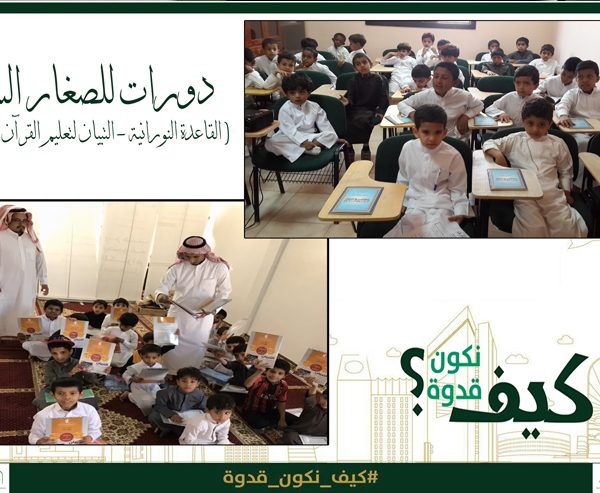 دورات للصغار
( القاعدة النورانية - التبيان لتعليم القرآن
كيف نكون قدوة ؟
#كيف_نكون_قدوة